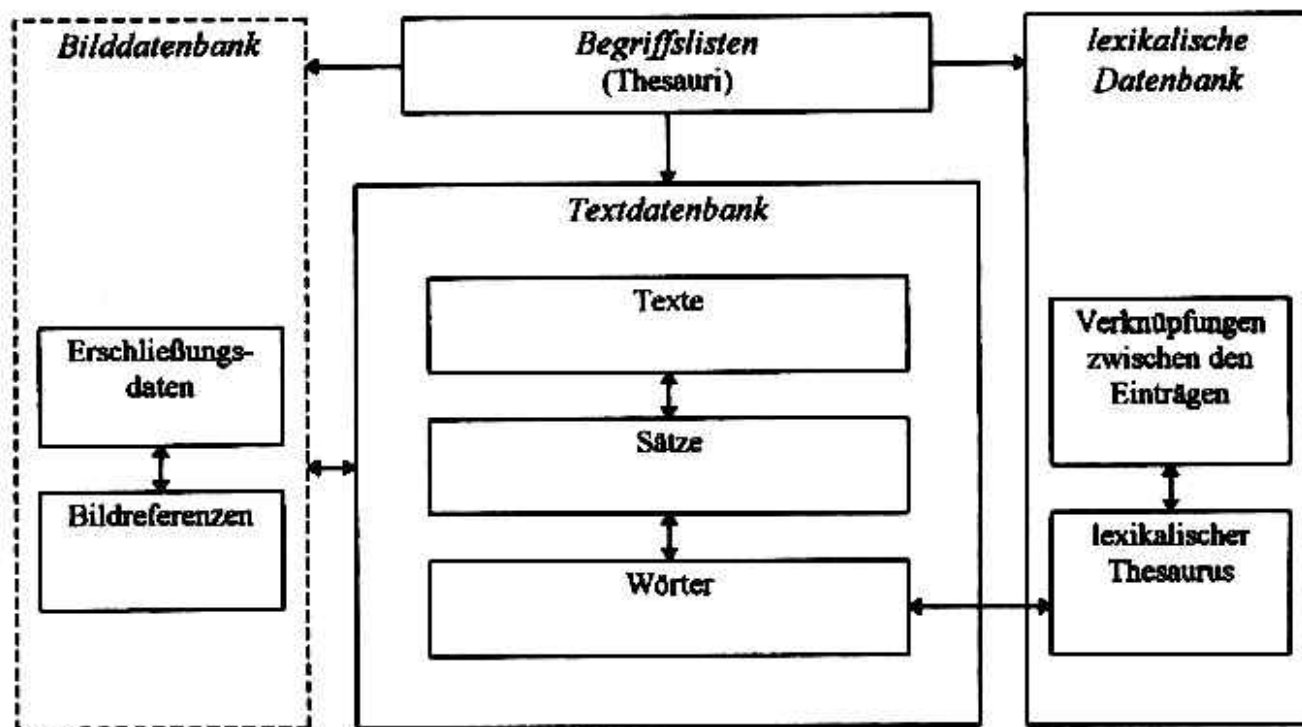 Bilddatenbank
Begriffslisten
(Thesauri)
lexikalische
Datenbank
Textdatenbank
Texte
Sätze
Wörter
Erschließungs-
daten
Bildreferenzen
Verknüpfungen
zwischen den
Einträgen
lexikalischer
Thesaurus